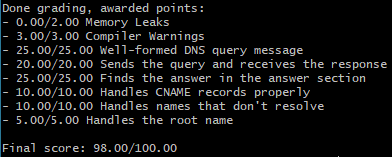 Done grading, awarded points:
- 0.00/2.00 Memory Leaks
- 3.00/3.00 Compiler Warnings
- 25.00/25.00 Well-formed DNS query message
- 20.00/20.00 Sends the query and receives the response
- 25.00/25.00 Finds the answer in the answer section
- 10.00/10.00 Handles CNAME records properly
- 10.00/10.00 Handles names that don't resolve
- 5.00/5.00 Handles the root name
Final score: 98.00/100.00